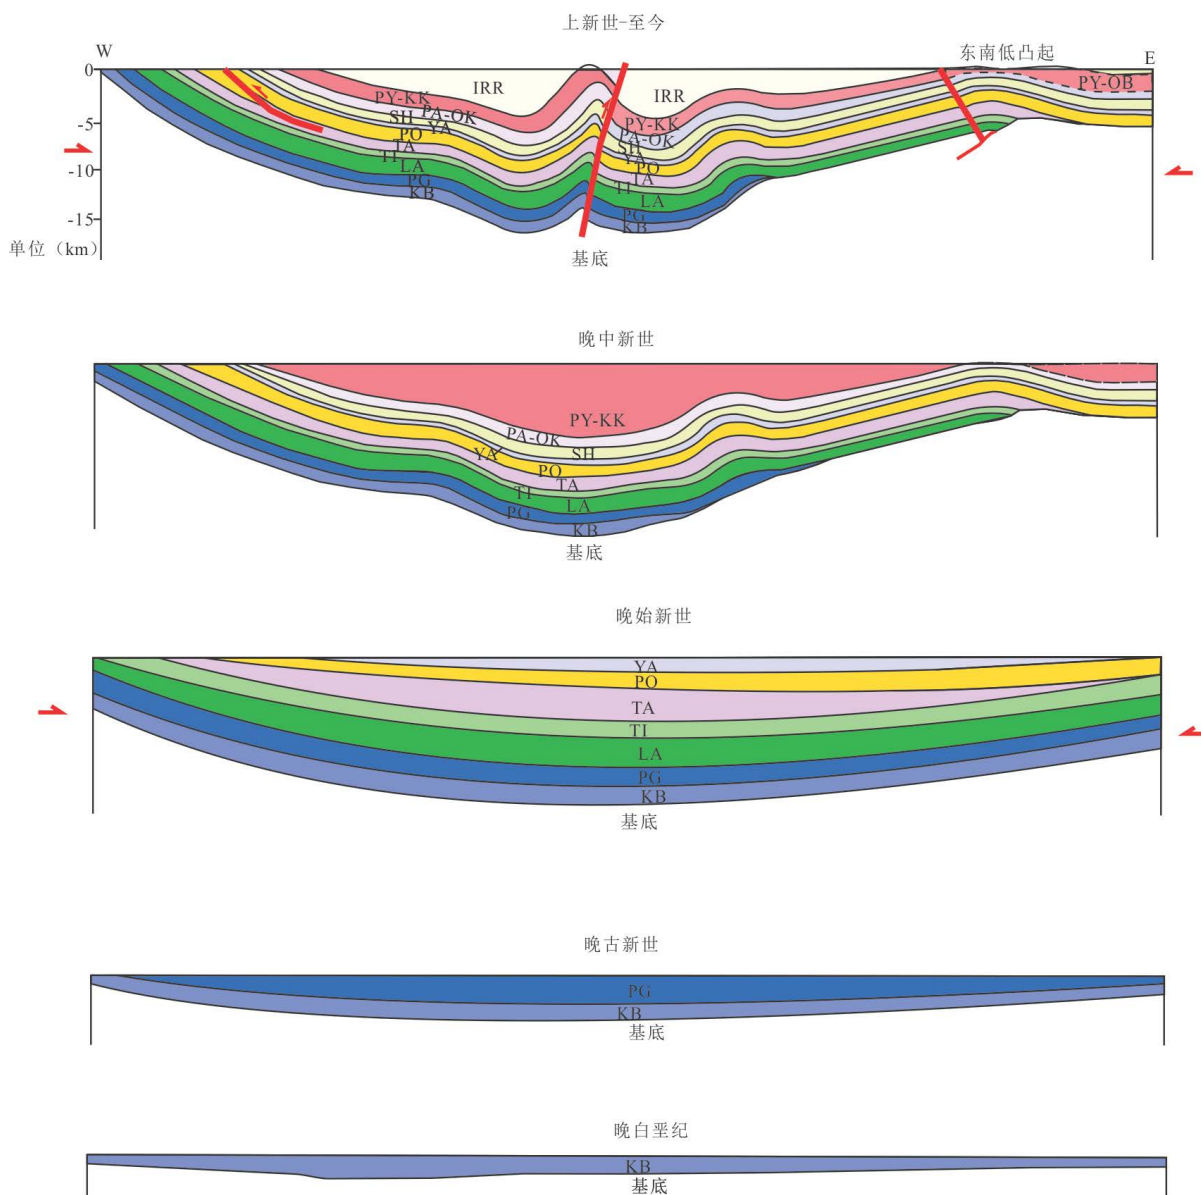 上新世-至今
W
东南低凸起
E
0
IRR
PY-OB
PY-KK
IRR
SH
PA-OK
YA
PY-KK
-5
PO
PA-OK
SH
TA
YA
PO
TI
LA
TA
-10
PG
TI
KB
LA
PG
-15
KB
单位（km）
基底
晚中新世
PY-KK
PA-OK
YA
SH
PO
TA
TI
LA
PG
KB
基底
晚始新世
YA
PO
TA
TI
LA
PG
KB
基底
晚古新世
PG
KB
基底
晚白垩纪
KB
基底